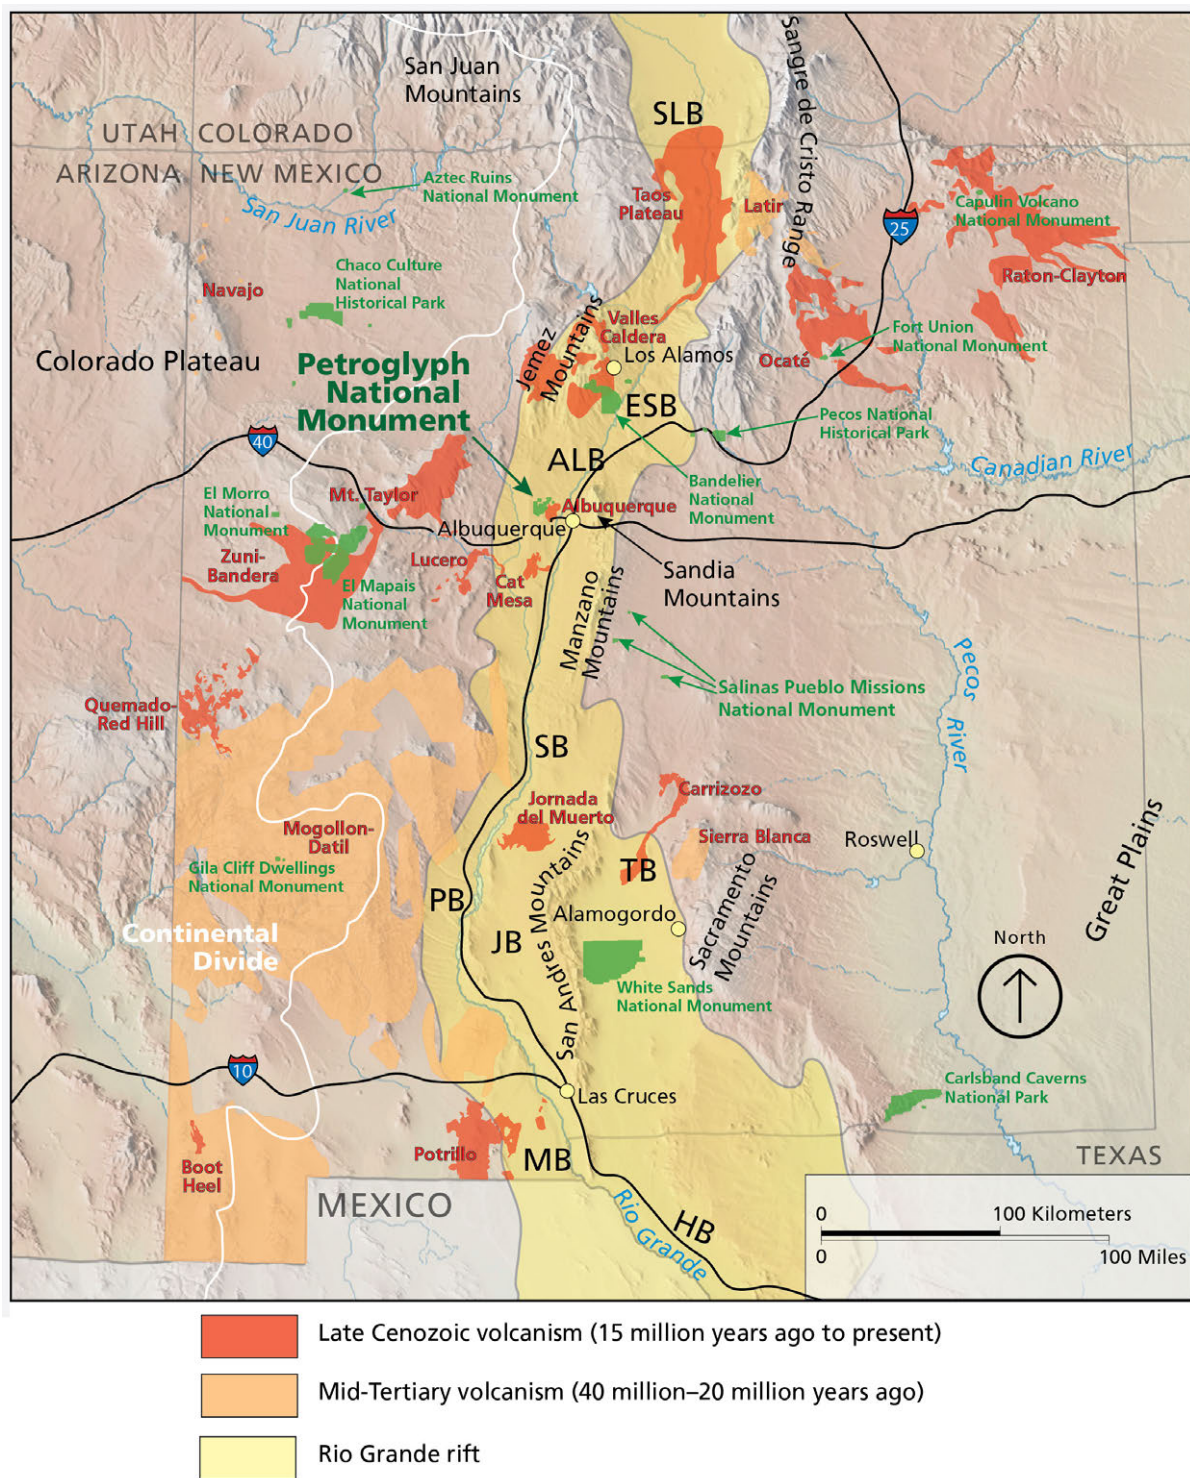 San Juan
Mountains
Sangre de Cristo Range
SLB
UTAH
COLORADO
ARIZONA
NEW MEXICO
Aztec Ruins
National Monument
San Juan River
Taos
Plateau
Latir
25
Capulin Volcano
National Monument
Raton-Clayton
Navajo
Chaco Culture
National
Historical Park
Colorado Plateau
Jemez
Mountains
Valles
Caldera
Los Alamos
Ocaté
Fort Union
National Monument
Petroglyph
National
Monument
ESB
Pecos National
Historical Park
40
ALB
Canadian River
Bandelier
National
Monument
El Morro
National
Monument
Mt. Taylor
Albuquerque
Albuquerque
Zuni-
Bandera
Lucero
Cat
Mesa
El Mapais
National
Monument
Sandia
Mountains
Manzano
Mountains
Salinas Pueblo Missions
National Monument
Pecos
River
Quemado-
Red Hill
SB
Jornada
del Muerto
Carrizozo
Sierra Blanca
Roswell
Great Plains
Mogollon-
Datil
Gila Cliff Dwellings
National Monument
TB
PB
JB
San Andres Mountains
Alamogordo
Sacramento
Mountains
Continental
Divide
White Sands
National Monument
North
10
Las Cruces
Carlsband Caverns
National Park
Boot
Heel
Potrillo
MB
TEXAS
MEXICO
Rio Grande
HB
0
100 Kilometers
0
100 Miles
Late Cenozoic volcanism (15 million years ago to present)
Mid-Tertiary volcanism (40 million–20 million years ago)
Rio Grande rift